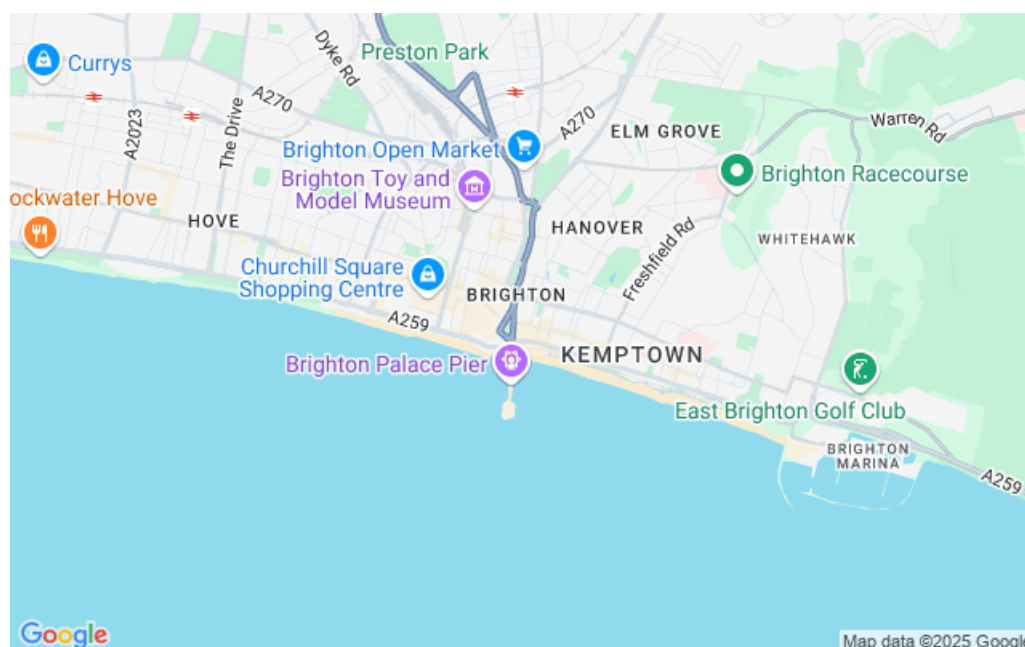 Preston Park
Dyke Rd
Currys
A270
A2023
The Drive
A270
ELM GROVE
Warren Rd
Brighton Open Market
Brighton Toy and
Model Museum
Brighton Racecourse
ockwater Hove
HOVE
HANOVER
Freshfield Rd
WHITEHAWK
Churchill Square
Shopping Centre
BRIGHTON
A259
Brighton Palace Pier
KEMPTOWN
East Brighton Golf Club
BRIGHTON
MARINA
A259
Google
Map data ©2025 Google